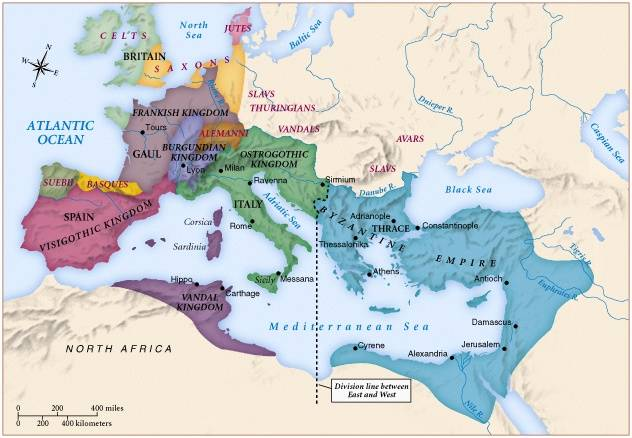 CELTS
North
Sea
JUTES
Baltic Sea
BRITAIN
SAXONS
N
W
E
S
SLAVS
THURINGIANS
Dnieper R.
FRANKISH KINGDOM
ATLANTIC
OCEAN
Tours
ALEMANNI
VANDALS
AVARS
Caspian Sea
GAUL
BURGUNDIAN
KINGDOM
OSTROGOTHIC
KINGDOM
Lyon
Milan
SLAVS
SUEBI
BASQUES
Ravenna
Sirmium
Danube R.
Black Sea
SPAIN
VISIGOTHIC KINGDOM
Corsica
ITALY
Adriatic Sea
Rome
BYZANTINE
EMPIRE
Adrianople
THRACE
Constantinople
Sardinia
Thessalonika
Tigris R.
Euphrates R.
Hippo
Sicily
Messana
Athens
Antioch
VANDAL
KINGDOM
Carthage
Mediterranean Sea
Damascus
NORTH AFRICA
Cyrene
Alexandria
Jerusalem
Division line between
East and West
Nile R.
0 200 400 miles
0 200 400 kilometers